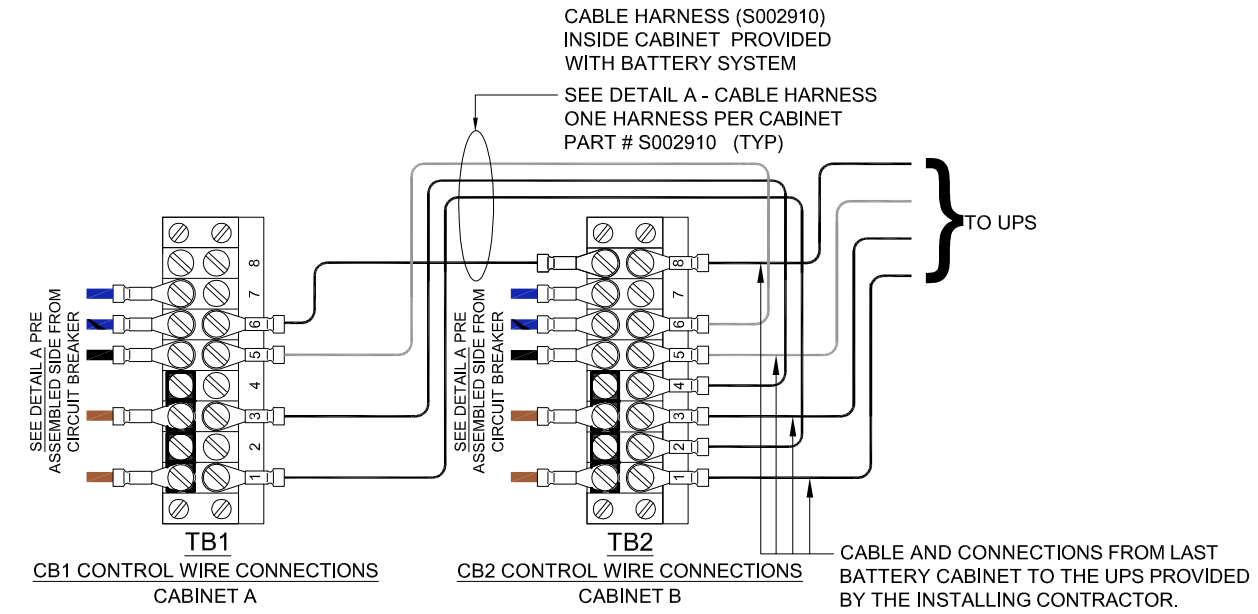 CABLE HARNESS (S002910)
INSIDE CABINET PROVIDED
WITH BATTERY SYSTEM
SEE DETAIL A - CABLE HARNESS
ONE HARNESS PER CABINET
PART # S002910 (TYP)
TO UPS
SEE DETAIL A PRE
ASSEMBLED SIDE FROM
CIRCUIT BREAKER
8
7
6
5
4
3
2
1
SEE DETAIL A PRE
ASSEMBLED SIDE FROM
CIRCUIT BREAKER
8
7
6
5
4
3
2
1
TB1
CB1 CONTROL WIRE CONNECTIONS
CABINET A
TB2
CB2 CONTROL WIRE CONNECTIONS
CABINET B
CABLE AND CONNECTIONS FROM LAST
BATTERY CABINET TO THE UPS PROVIDED
BY THE INSTALLING CONTRACTOR.